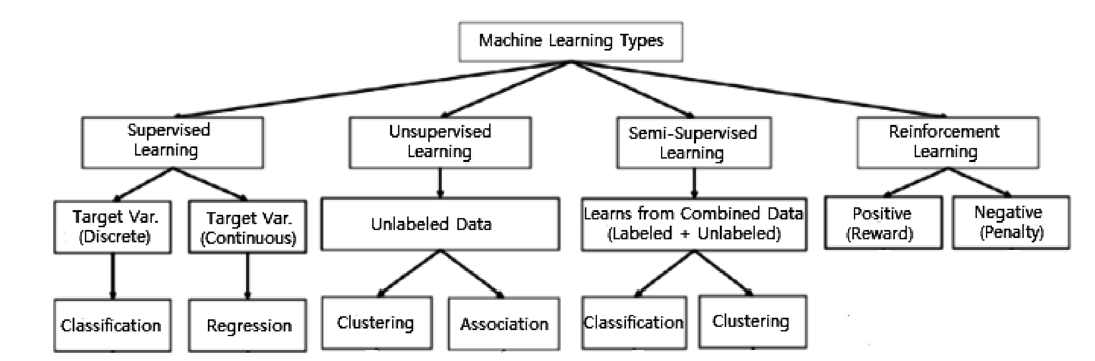 Machine Learning Types
Supervised
Learning
Unsupervised
Learning
Semi-Supervised
Learning
Reinforcement
Learning
Target Var.
(Discrete)
Target Var.
(Continuous)
Unlabeled Data
Learns from Combined Data
(Labeled + Unlabeled)
Positive
(Reward)
Negative
(Penalty)
Classification
Regression
Clustering
Association
Classification
Clustering